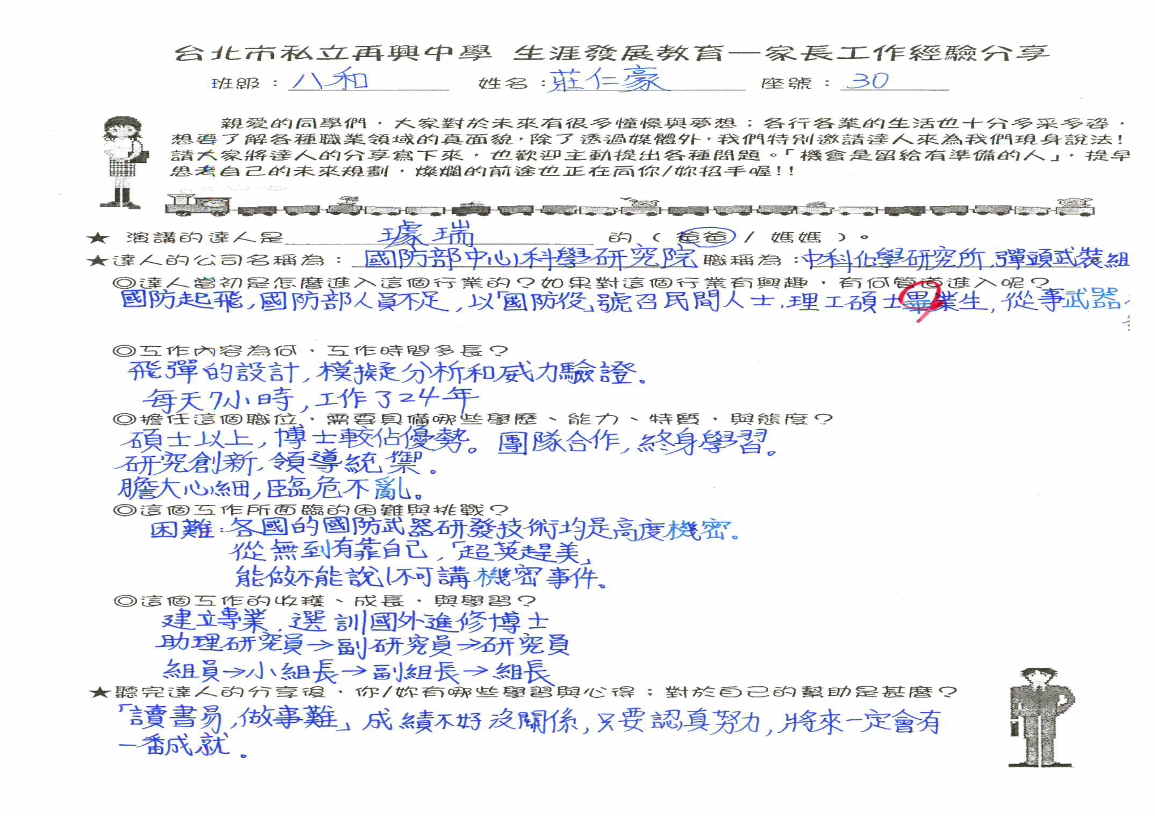 台北市私立再興中學 生涯發展教育—家長工作經驗分享
班級：八和 姓名：莊仁豪 座號：30
親愛的同學們，大家對於未來有很多憧憬與夢想；各行各業的生活也十分多采多姿，
想要了解各種職業領域的真面貌，除了透過媒體外，我們特別邀請達人來為我們現身說法！
請大家將達人的分享寫下來，也歡迎主動提出各種問題。「機會是留給有準備的人」，提早
思考自己的未來規劃，燦爛的前途也正在向你/妳招手喔！！
★ 演講的達人是 璩瑞 的（爸爸／媽媽）。
★達人的公司名稱為：國防部中山科學研究院 職稱為：中科化學研究所,彈頭武裝組
◎達人當初是怎麼進入這個行業的？如果對這個行業有興趣，有何管道進入呢？
國防起飛,國防部人員不足,以「國防役」號召民間人士,理工碩士畢業生,從事武器
◎工作內容為何，工作時間多長？
飛彈的設計,模擬分析和威力驗證。
每天7小時,工作了24年
◎擔任這個職位，需要具備哪些學歷、能力、特質，與態度？
碩士以上,博士較佔優勢。團隊合作,終身學習。
研究創新,領導統禦。
膽大心細,臨危不亂。
◎這個工作所面臨的困難與挑戰？
困難:各國的國防武器研發技術均是高度機密。
從無到有靠自己,「超英趕美」
能做不能說/不可講機密事件。
◎這個工作的收穫、成長，與學習？
建立專業,選訓國外進修博士
助理研究員→副研究員→研究員
組員→小組長→副組長→組長
★聽完達人的分享後，你/妳有哪些學習與心得；對於自己的幫助是甚麼？
「讀書易,做事難」成績不好沒關係,只要認真努力,將來一定會有
一番成就。